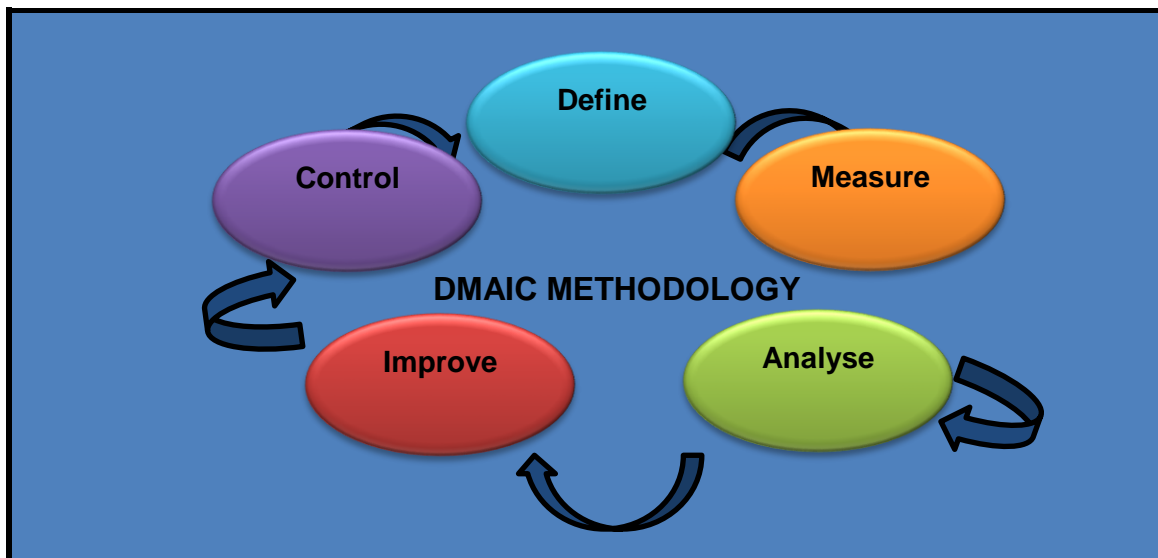 Define
Control
Measure
DMAIC METHODOLOGY
Improve
Analyse